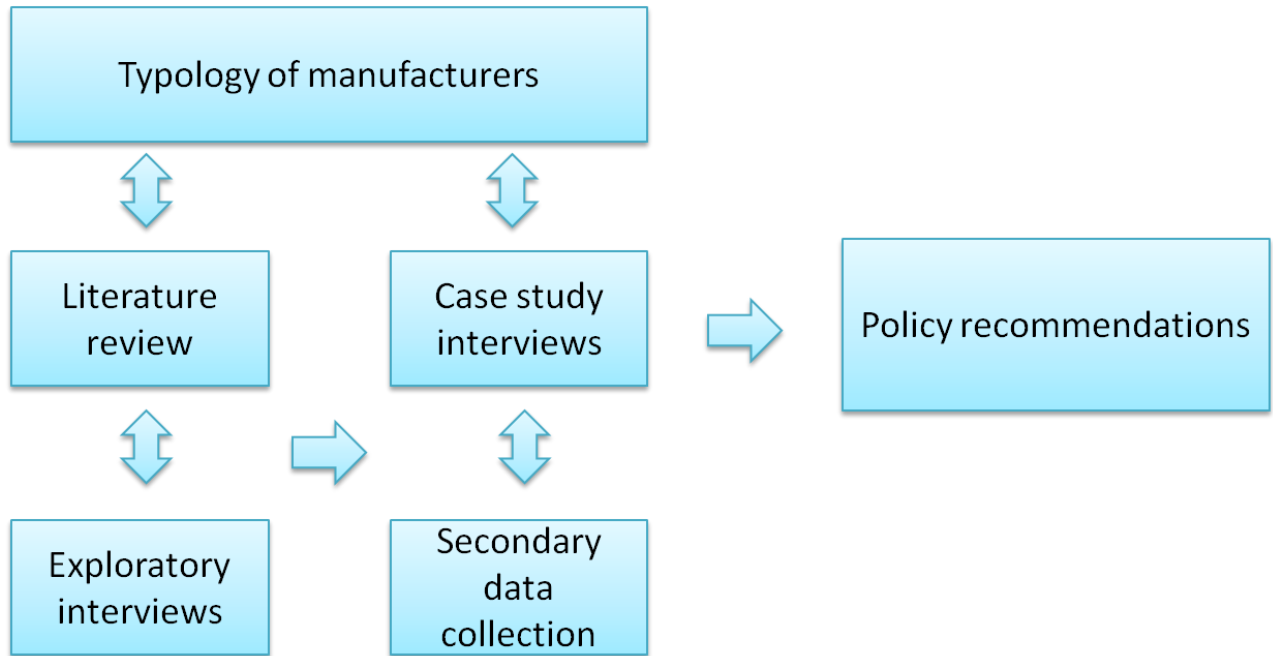 Typology of manufacturers
Literature
review
Case study
interviews
Policy recommendations
Exploratory
interviews
Secondary
data
collection